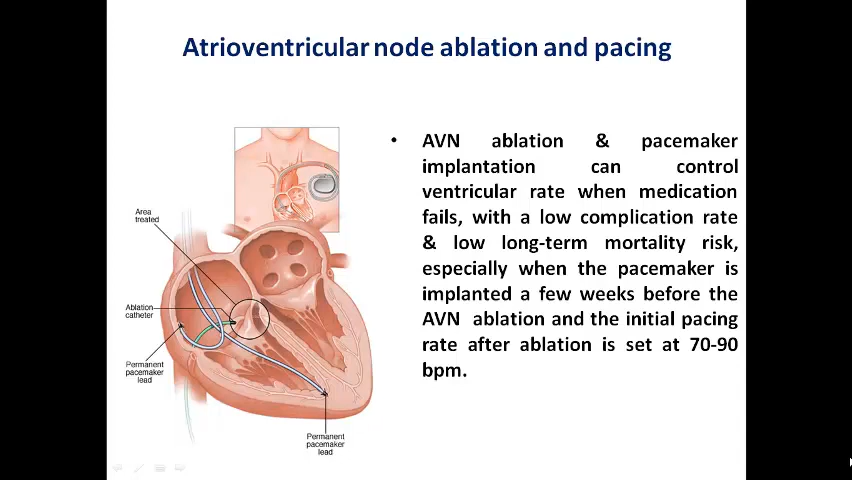 Atrioventricular node ablation and pacing
• AVN ablation & pacemaker
implantation can control
ventricular rate when medication
fails, with a low complication rate
& low long-term mortality risk,
especially when the pacemaker is
implanted a few weeks before the
AVN ablation and the initial pacing
rate after ablation is set at 70-90
bpm.
Area
treated
Ablation
catheter
Permanent
pacemaker
lead
Permanent
pacemaker
lead